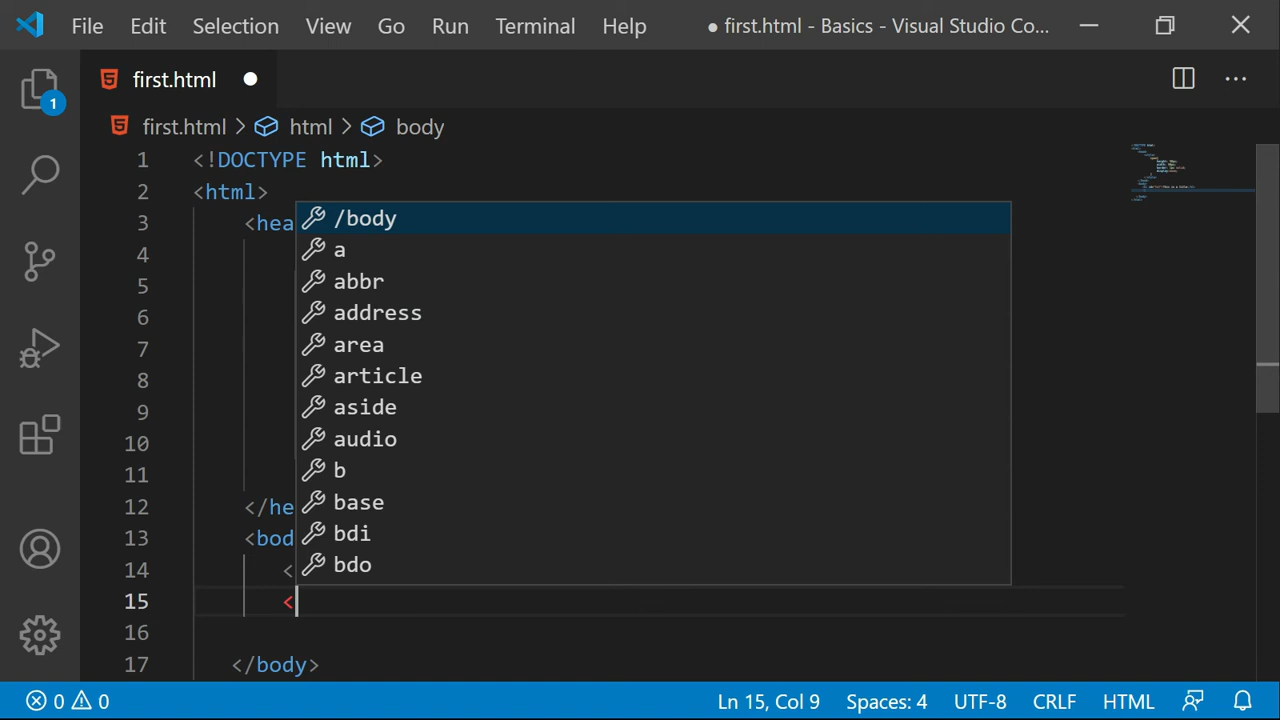 File Edit Selection View Go Run Terminal Help ● first.html - Basics - Visual Studio Co...
1
first.html ●
first.html > html > body
1 <!DOCTYPE html>
2 <html>
3 <hea
/body
4 a
5 abbr
6 address
7 area
8 article
9 aside
10 audio
11 b
12 </he base
13 <bod bdi
14 < bdo
15 <
16
17 </body>
0 0 Ln 15, Col 9 Spaces: 4 UTF-8 CRLF HTML